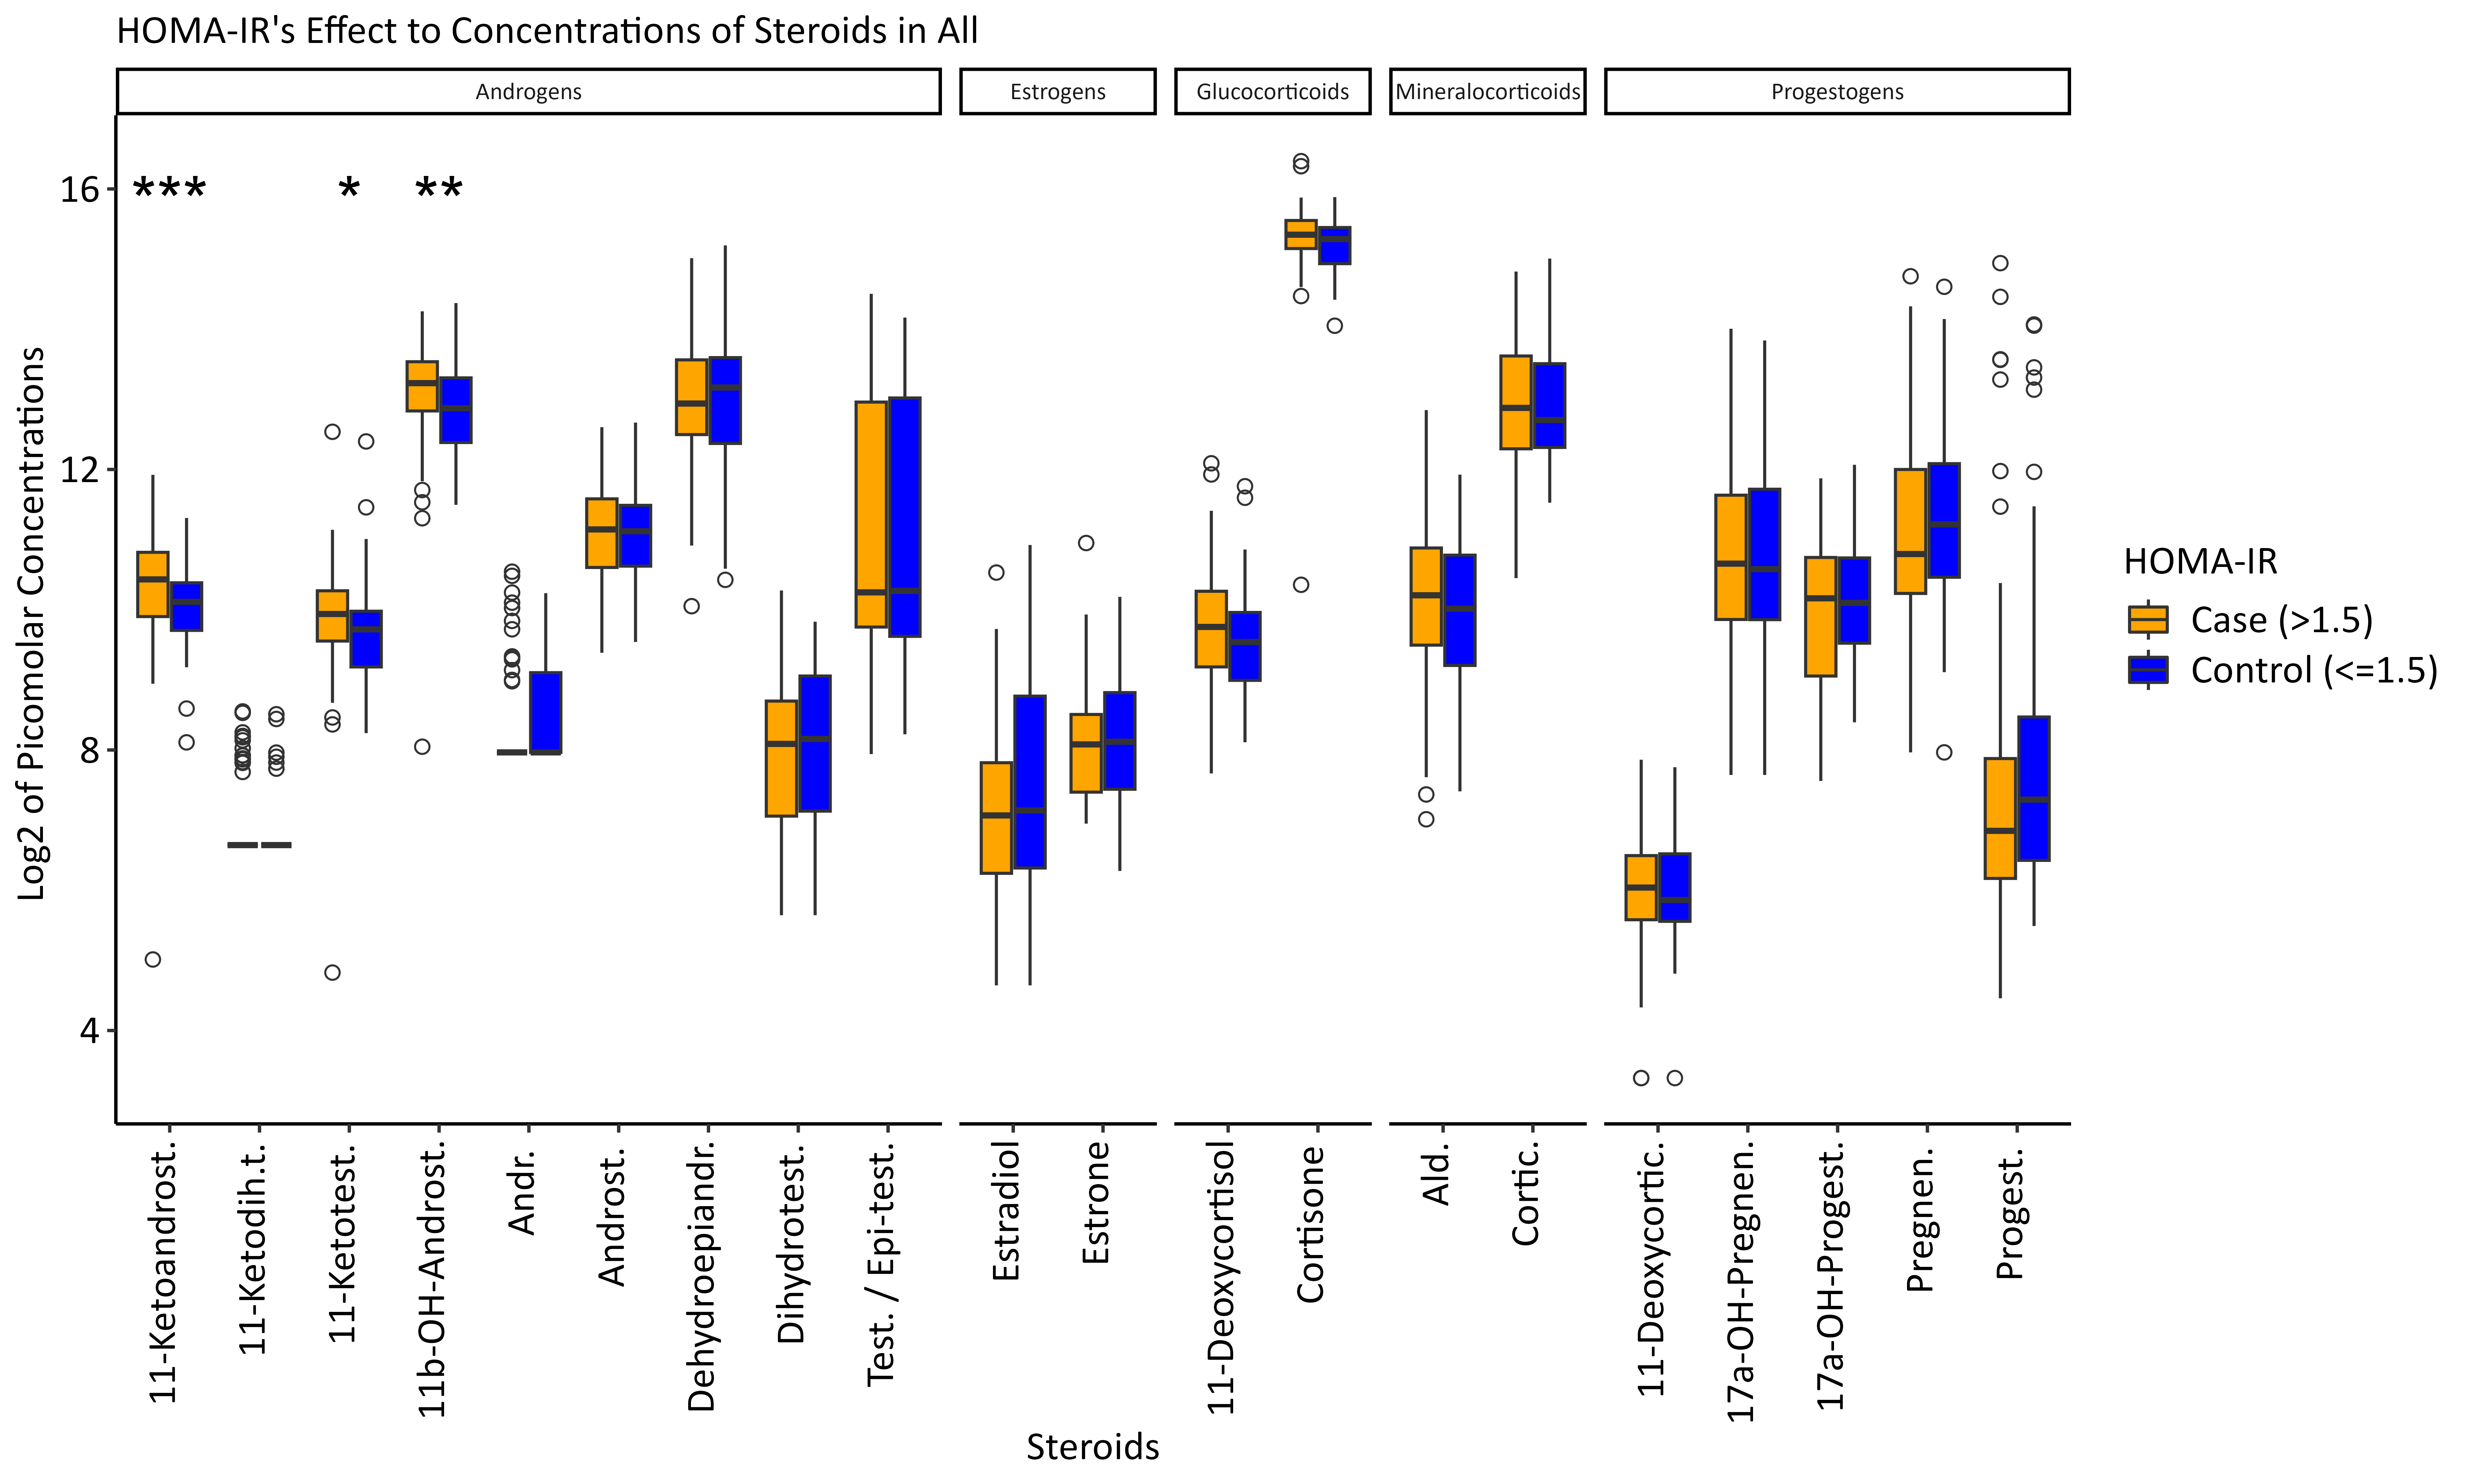 HOMA-IR's Effect to Concentrations of Steroids in All
Androgens
Estrogens
Glucocorticoids
Mineralocorticoids
Progestogens
*** * **
Log2 of Picomolar Concentrations
16
12
8
4
11-Ketoandrost.
11-Ketodih.t.
11-Ketotest.
11b-OH-Androst.
Andr.
Androst.
Dehydroepiandr.
Dihydrotest.
Test. / Epi-test.
Estradiol
Estrone
11-Deoxycortisol
Cortisone
Ald.
Cortic.
11-Deoxycortic.
17a-OH-Pregnen.
17a-OH-Progest.
Pregnen.
Progest.
Steroids
HOMA-IR
Case (>1.5)
Control (<=1.5)